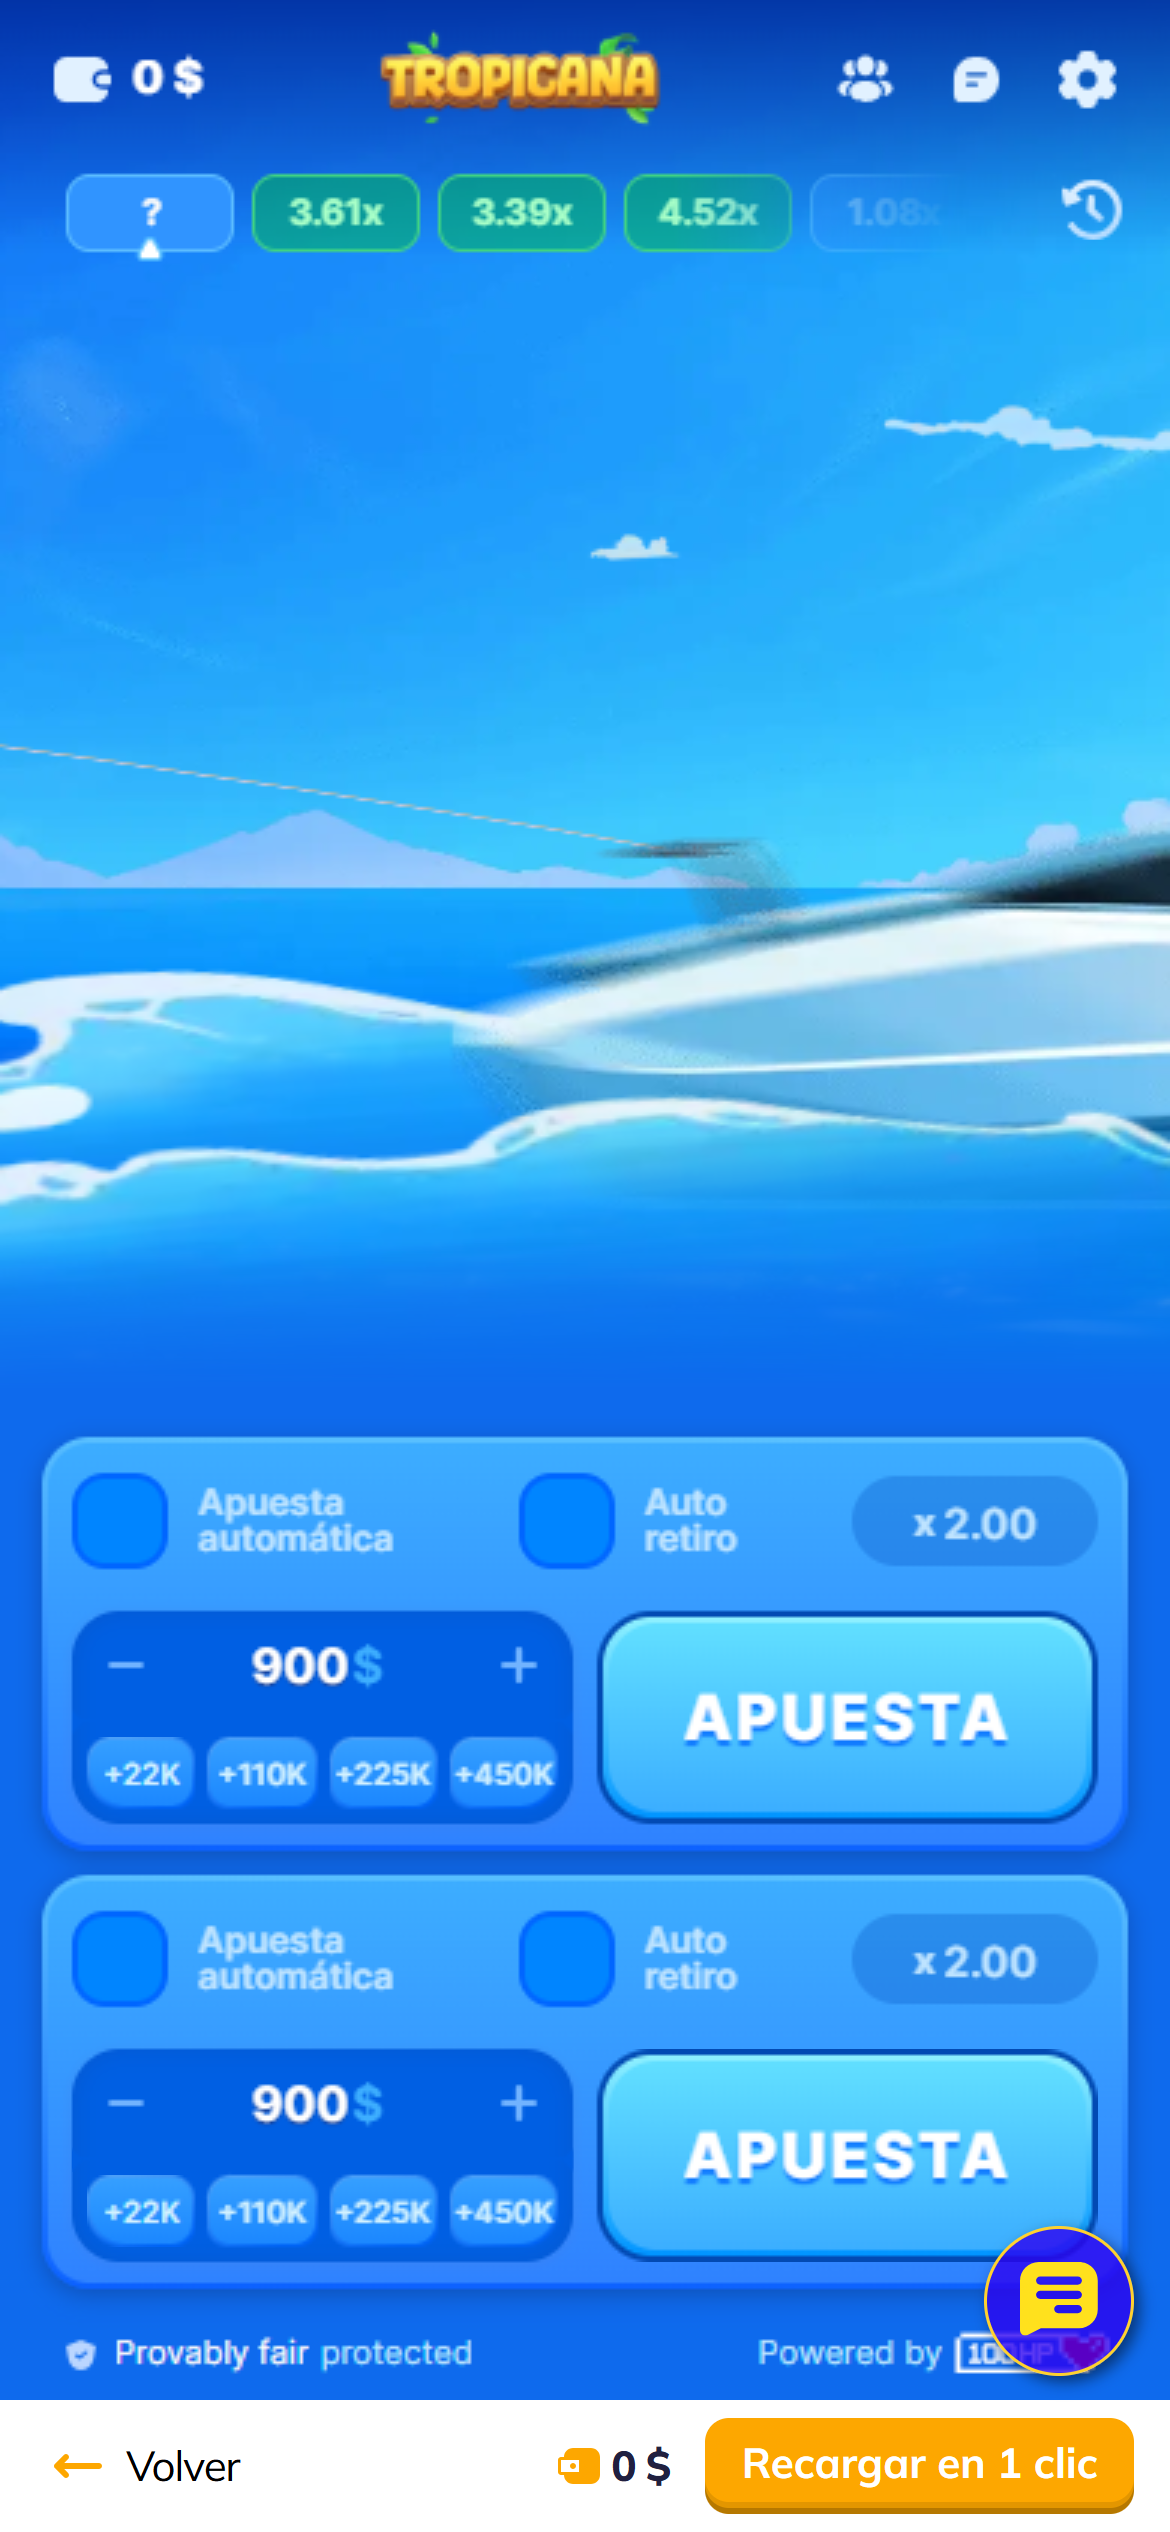 0 $
TROPICANA
?
3.61x
3.39x
4.52x
1.08x
Apuesta
automática
Auto
retiro
x 2.00
900 $
+22K
+110K
+225K
+450K
APUESTA
Apuesta
automática
Auto
retiro
x 2.00
900 $
+22K
+110K
+225K
+450K
APUESTA
Provably fair protected
Powered by 100HP
Volver
0 $
Recargar en 1 clic